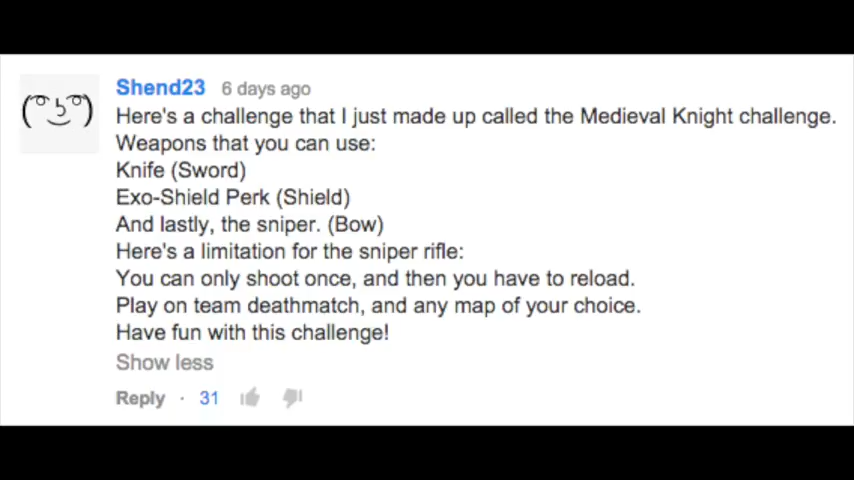 Shend23 6 days ago
Here's a challenge that I just made up called the Medieval Knight challenge.
Weapons that you can use:
Knife (Sword)
Exo-Shield Perk (Shield)
And lastly, the sniper. (Bow)
Here's a limitation for the sniper rifle:
You can only shoot once, and then you have to reload.
Play on team deathmatch, and any map of your choice.
Have fun with this challenge!
Show less
Reply · 31